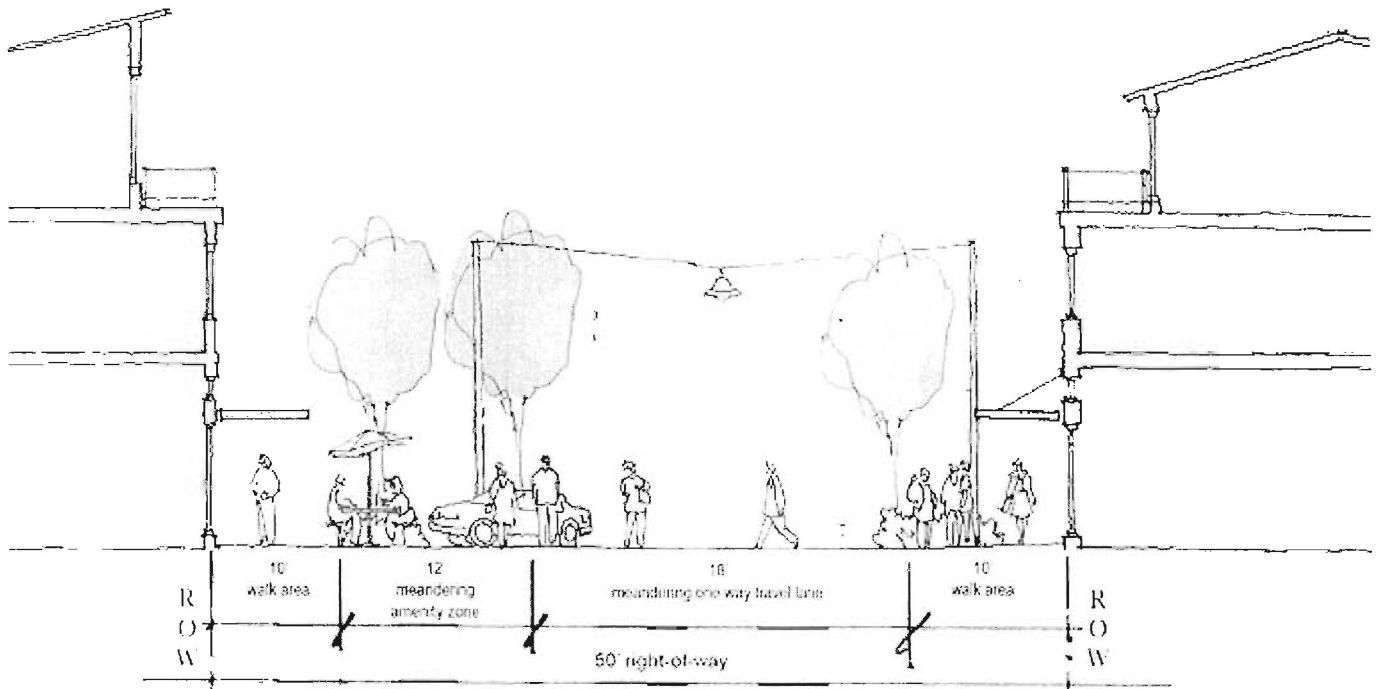 10
walk area
12
meandering
amenity zone
18
meandering one way travel lane
10
walk area
R
O
W
R
O
W
50' right-of-way